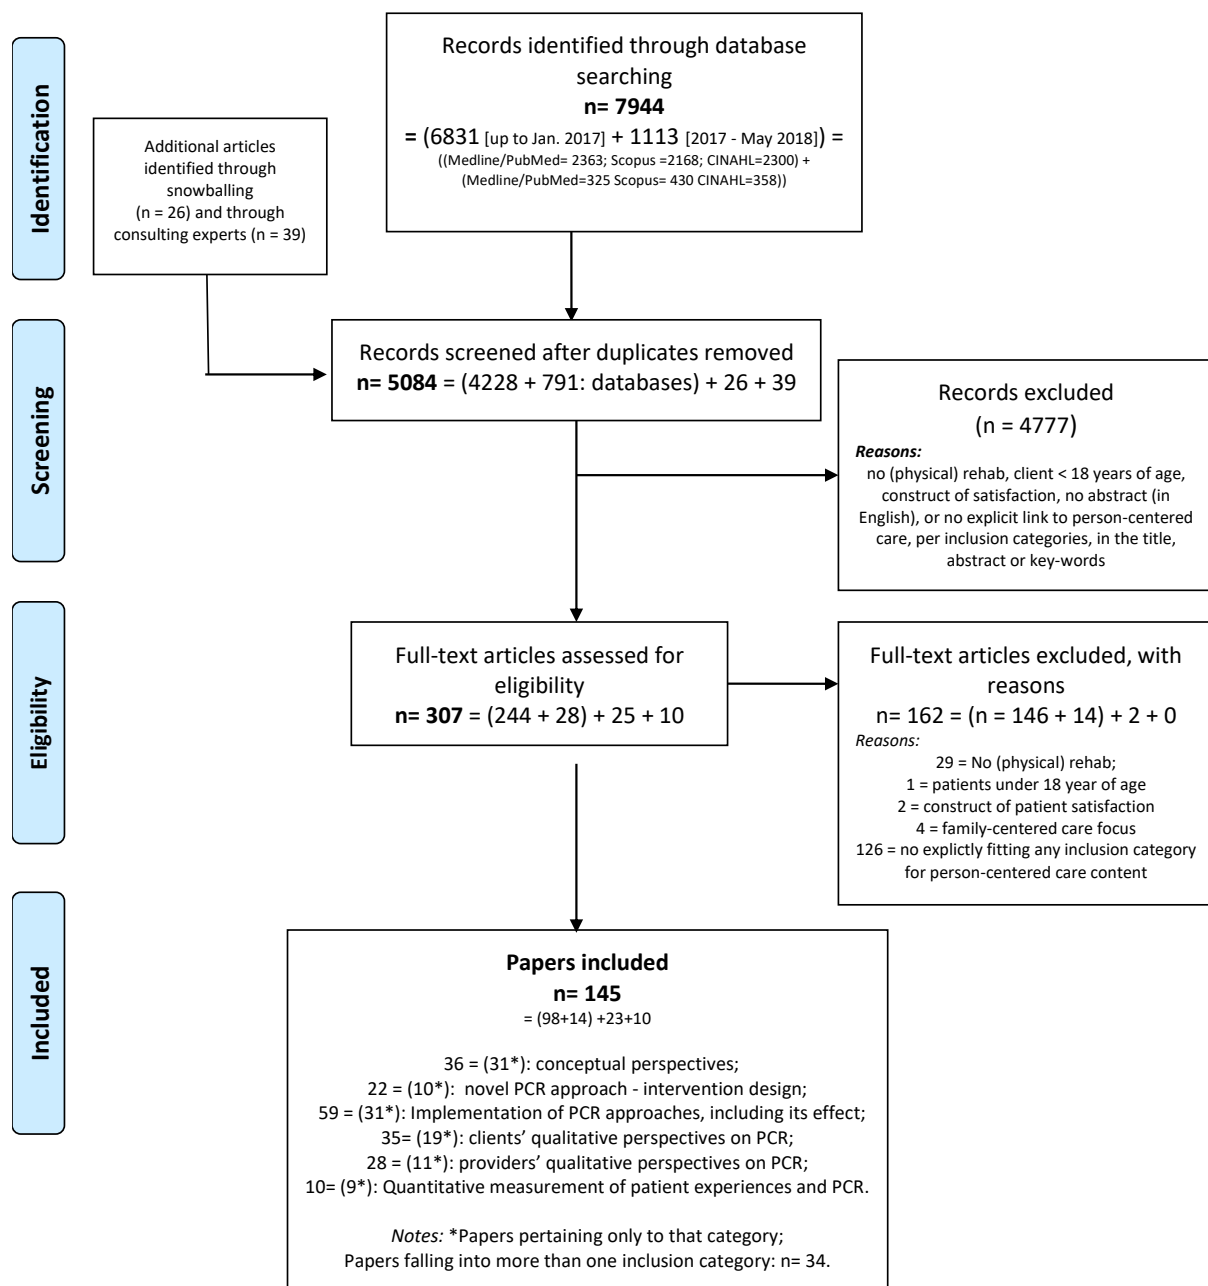 Identification
Records identified through database
searching
n= 7944
= (6831 [up to Jan. 2017] + 1113 [2017 - May 2018]) =
((Medline/PubMed= 2363; Scopus =2168; CINAHL=2300) +
(Medline/PubMed=325 Scopus= 430 CINAHL=358))
Additional articles
identified through
snowballing
(n = 26) and through
consulting experts (n = 39)
Screening
Records screened after duplicates removed
n= 5084 = (4228 + 791: databases) + 26 + 39
Records excluded
(n = 4777)
Reasons:
no (physical) rehab, client < 18 years of age,
construct of satisfaction, no abstract (in
English), or no explicit link to person-centered
care, per inclusion categories, in the title,
abstract or key-words
Eligibility
Full-text articles assessed for
eligibility
n= 307 = (244 + 28) + 25 + 10
Full-text articles excluded, with
reasons
n= 162 = (n = 146 + 14) + 2 + 0
Reasons:
29 = No (physical) rehab;
1 = patients under 18 year of age
2 = construct of patient satisfaction
4 = family-centered care focus
126 = no explictly fitting any inclusion category
for person-centered care content
Included
Papers included
n= 145
= (98+14) +23+10
36 = (31*): conceptual perspectives;
22 = (10*): novel PCR approach - intervention design;
59 = (31*): Implementation of PCR approaches, including its effect;
35= (19*): clients’ qualitative perspectives on PCR;
28 = (11*): providers’ qualitative perspectives on PCR;
10= (9*): Quantitative measurement of patient experiences and PCR.
Notes: *Papers pertaining only to that category;
Papers falling into more than one inclusion category: n= 34.